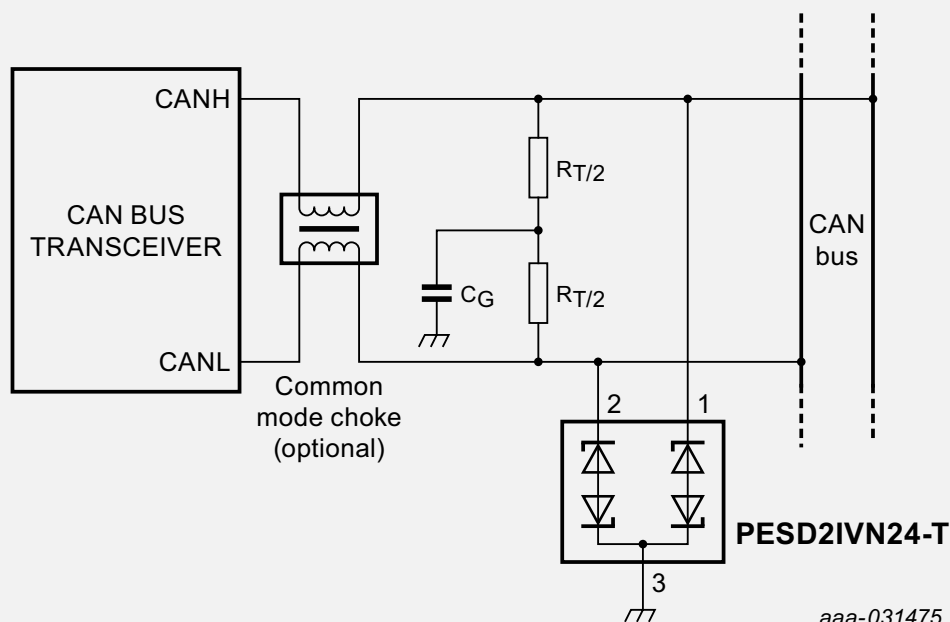 CANH
CAN BUS
TRANSCEIVER
CANL
Common
mode choke
(optional)
RT/2
CG
RT/2
CAN
bus
2
1
3
PESD2IVN24-T
aaa-031475